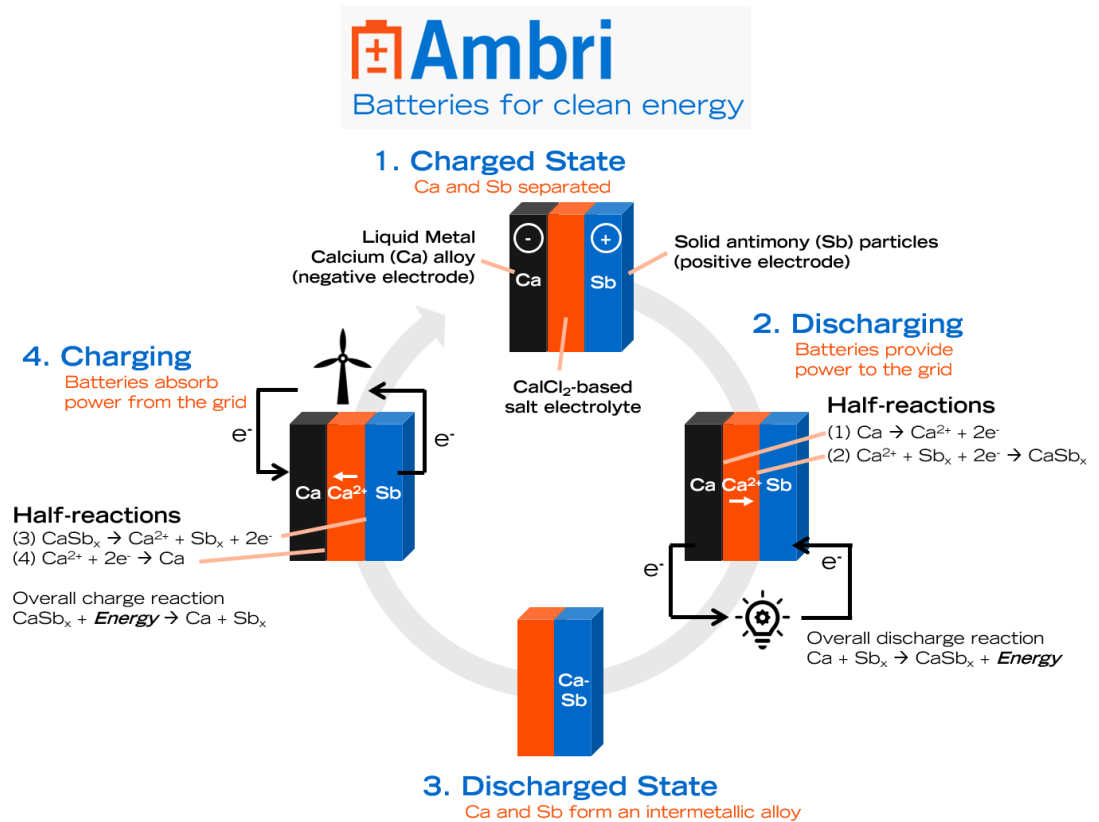 Ambri
Batteries for clean energy
1. Charged State
Ca and Sb separated
Liquid Metal
Calcium (Ca) alloy
(negative electrode)
-
+
Ca
Sb
Solid antimony (Sb) particles
(positive electrode)
CalCl₂-based
salt electrolyte
2. Discharging
Batteries provide
power to the grid
Half-reactions
(1) Ca → Ca²⁺ + 2e⁻
(2) Ca²⁺ + Sbₓ + 2e⁻ → CaSbₓ
Ca
Ca²⁺
Sb
e⁻
e⁻
Overall discharge reaction
Ca + Sbₓ → CaSbₓ + Energy
Ca-
Sb
3. Discharged State
Ca and Sb form an intermetallic alloy
4. Charging
Batteries absorb
power from the grid
e⁻
e⁻
Ca
Ca²⁺
Sb
Half-reactions
(3) CaSbₓ → Ca²⁺ + Sbₓ + 2e⁻
(4) Ca²⁺ + 2e⁻ → Ca
Overall charge reaction
CaSbₓ + Energy → Ca + Sbₓ